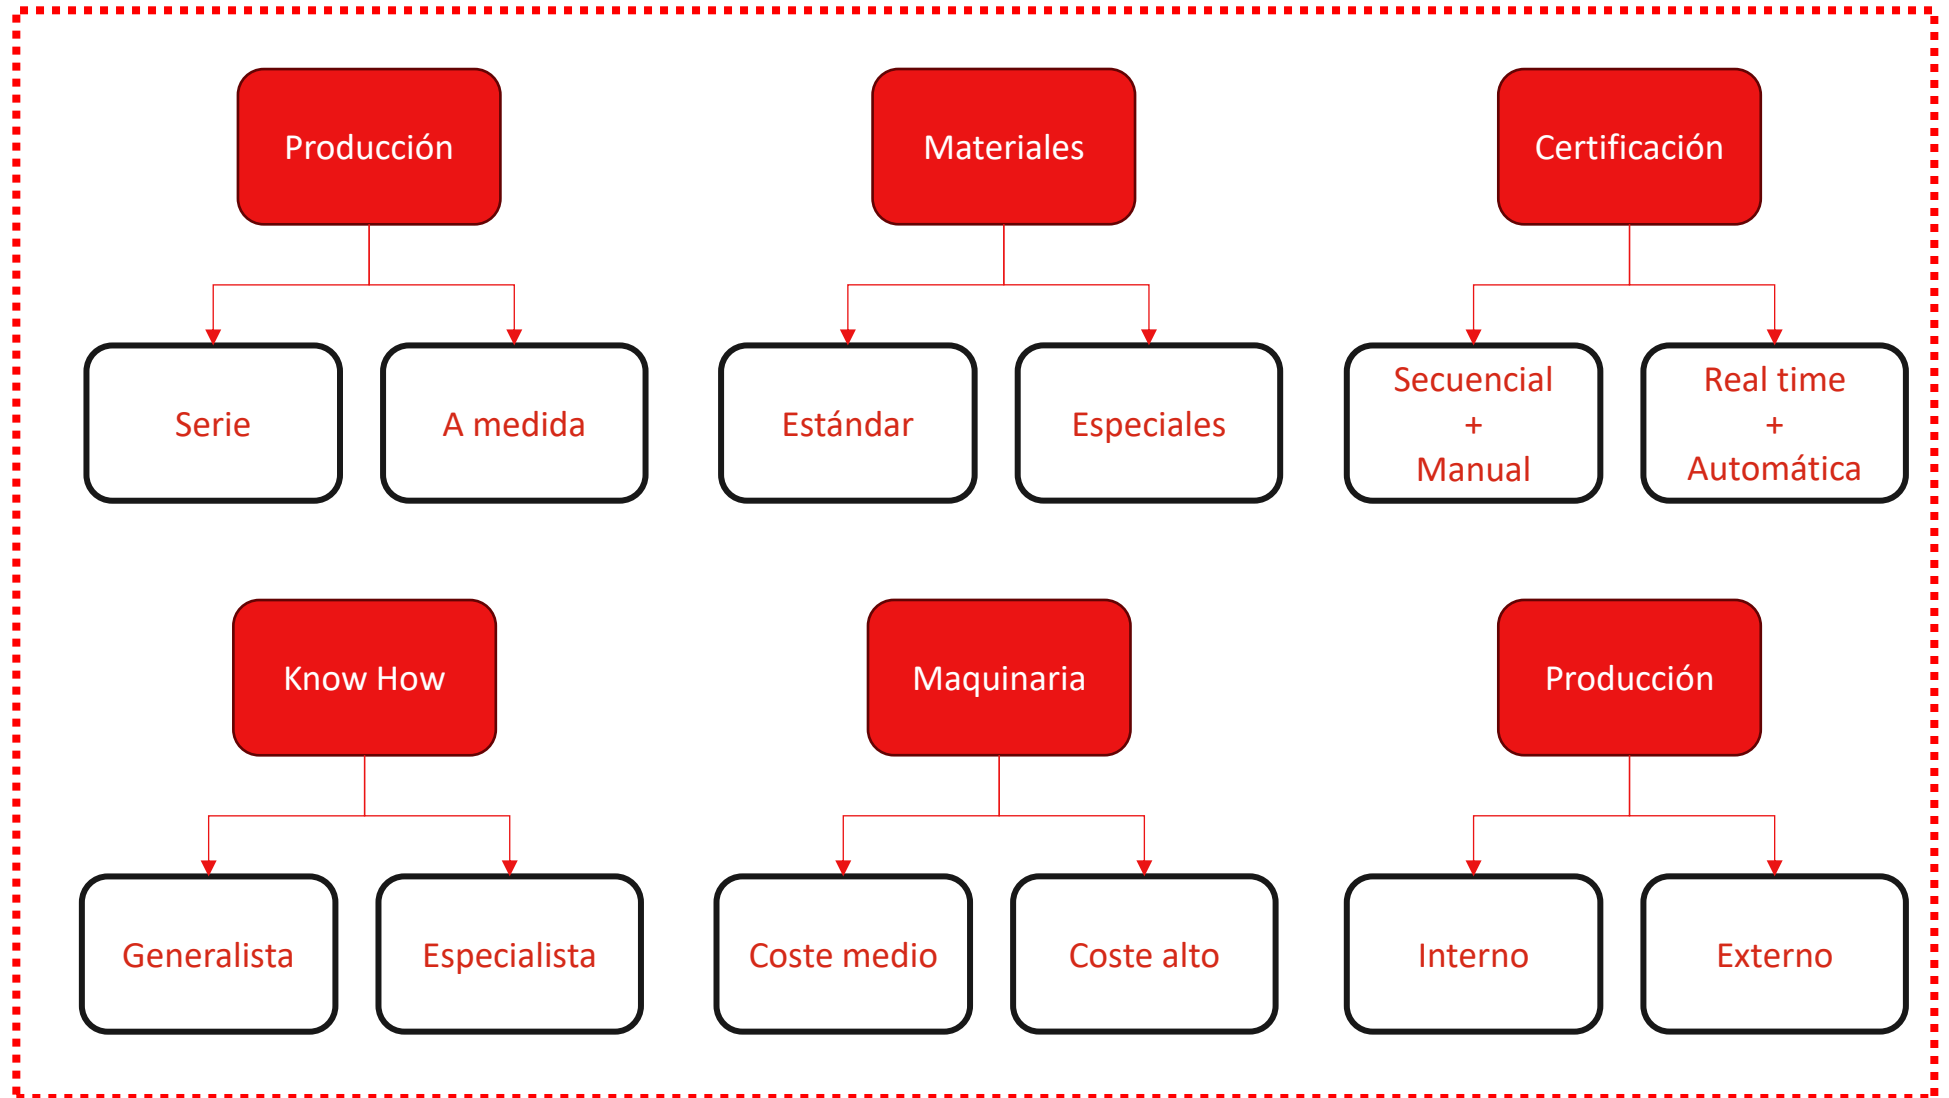 Producción
Materiales
Certificación
Serie
A medida
Estándar
Especiales
Secuencial
+
Manual
Real time
+
Automática
Know How
Maquinaria
Producción
Generalista
Especialista
Coste medio
Coste alto
Interno
Externo